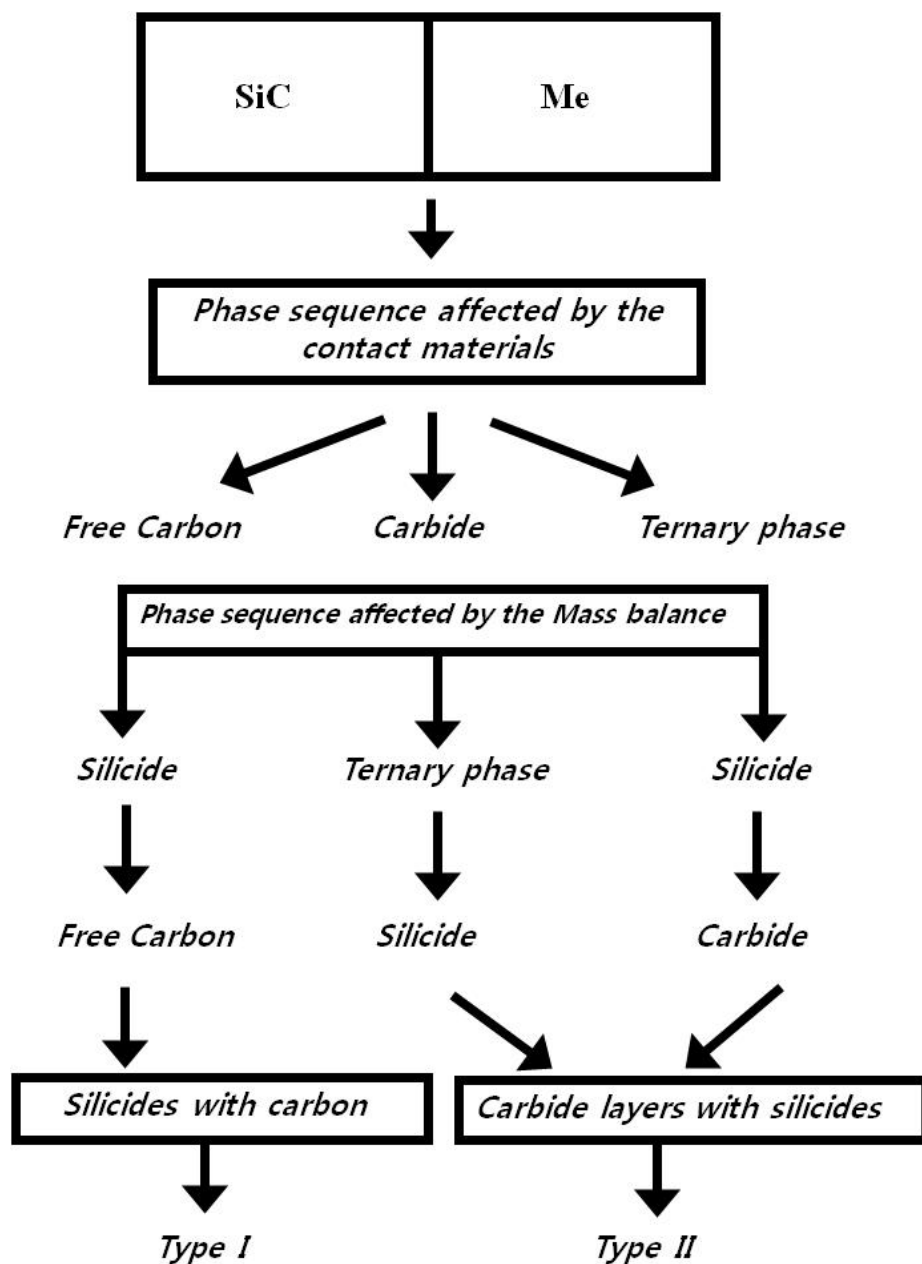 SiC
Me
Phase sequence affected by the
contact materials
Free Carbon
Carbide
Ternary phase
Phase sequence affected by the Mass balance
Silicide
Ternary phase
Silicide
Free Carbon
Silicide
Carbide
Silicides with carbon
Carbide layers with silicides
Type I
Type II